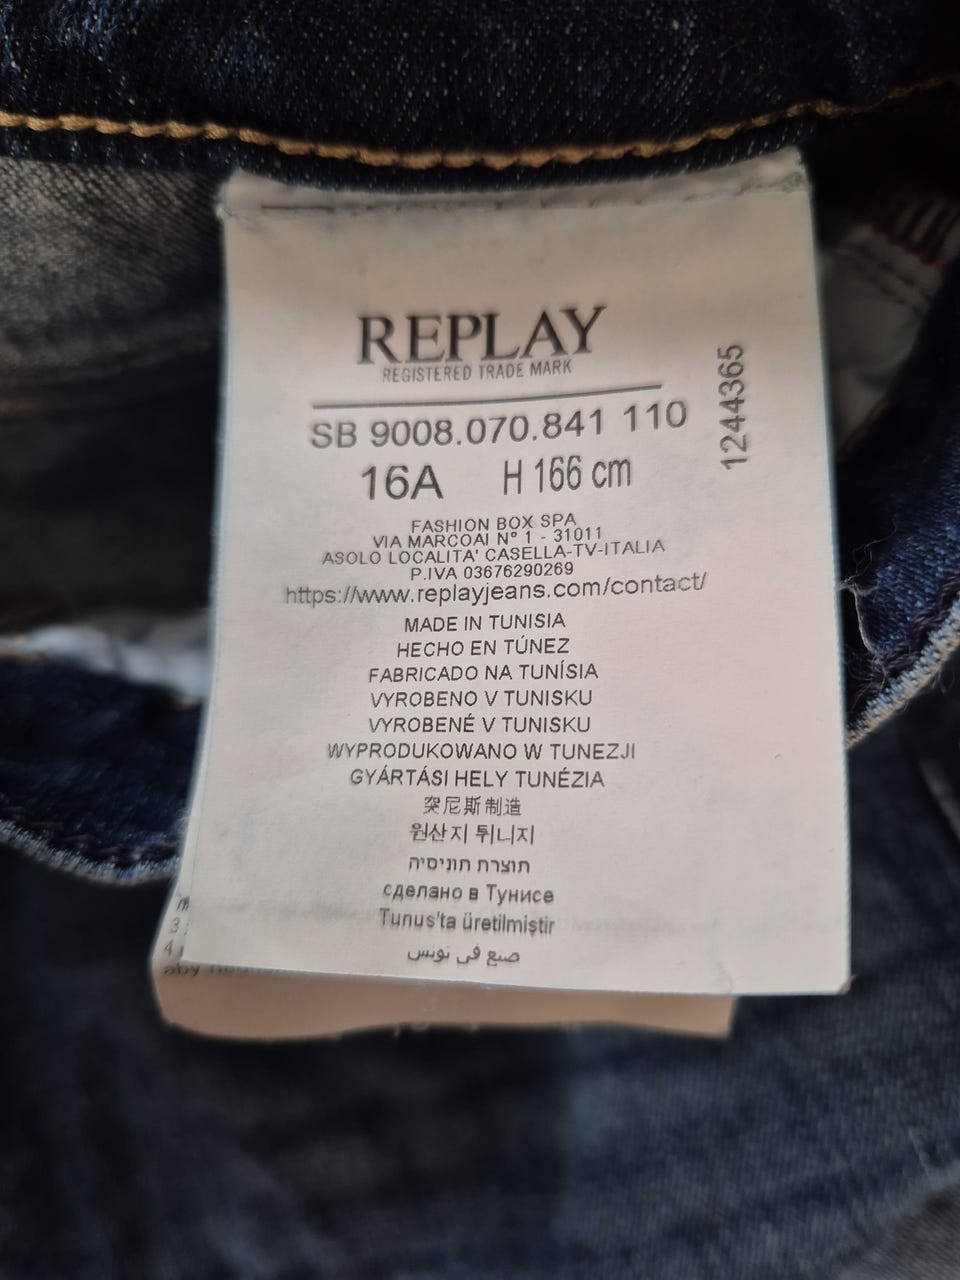 REPLAY
REGISTERED TRADE MARK
SB 9008.070.841 110
1244365
16A H 166 cm
FASHION BOX SPA
VIA MARCOAI N° 1 - 31011
ASOLO LOCALITA' CASELLA-TV-ITALIA
P.IVA 03676290269
https://www.replayjeans.com/contact/
MADE IN TUNISIA
HECHO EN TÚNEZ
FABRICADO NA TUNÍSIA
VYROBENO V TUNISKU
VYROBENÉ V TUNISKU
WYPRODUKOWANO W TUNEZJI
GYÁRTÁSI HELY TUNÉZIA
突尼斯制造
원산지 튀니지
תוצרת תוניסיה
сделано в Тунисе
Tunus'ta üretilmiştir
صنع في تونس
3
4
aby